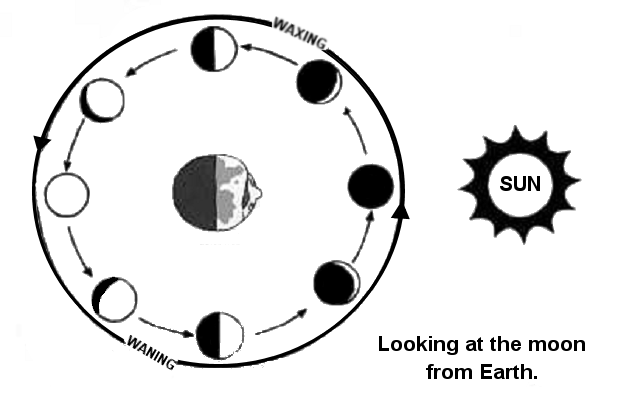 WAXING
SUN
WANING
Looking at the moon
from Earth.